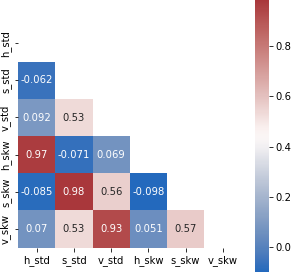 h_std
s_std -0.062
v_std 0.092 0.53
h_skw 0.97 -0.071 0.069
s_skw -0.085 0.98 0.56 -0.098
v_skw 0.07 0.53 0.93 0.051 0.57
h_std s_std v_std h_skw s_skw v_skw
0.8
0.6
0.4
0.2
0.0